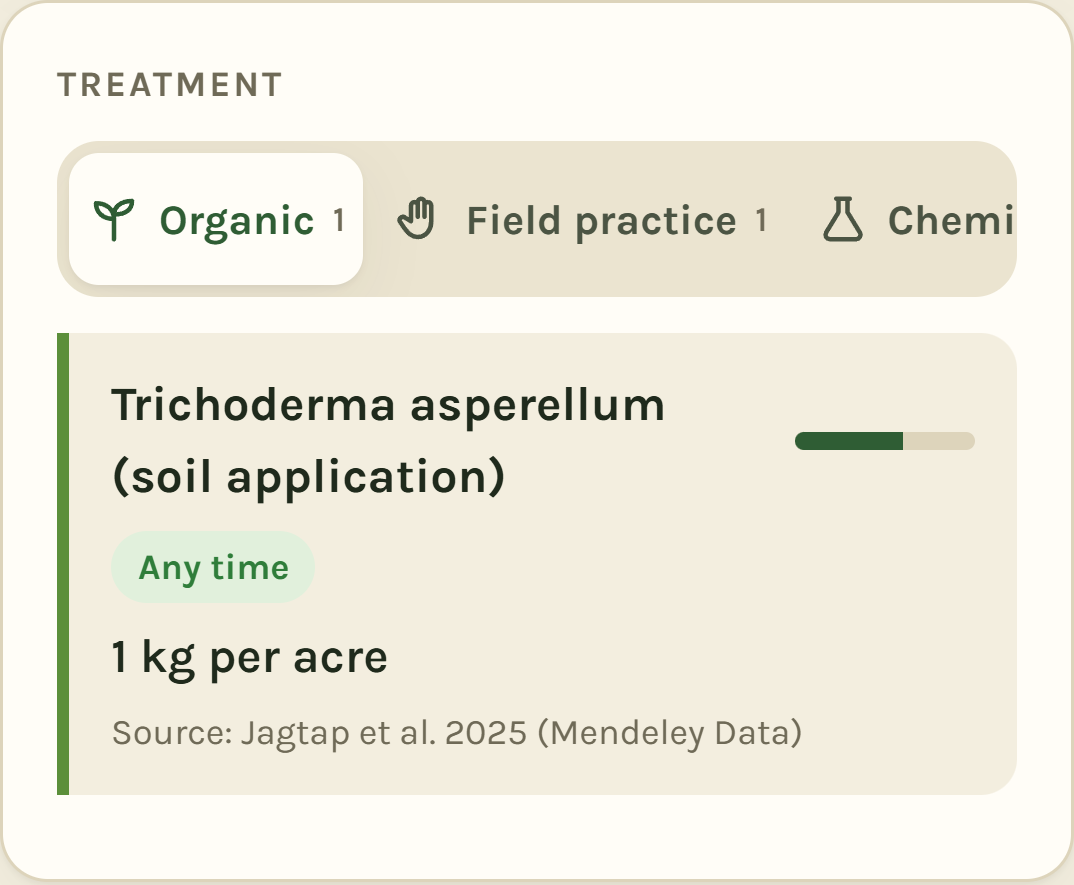 TREATMENT
Organic 1 Field practice 1 Chemi
Trichoderma asperellum
(soil application)
Any time
1 kg per acre
Source: Jagtap et al. 2025 (Mendeley Data)